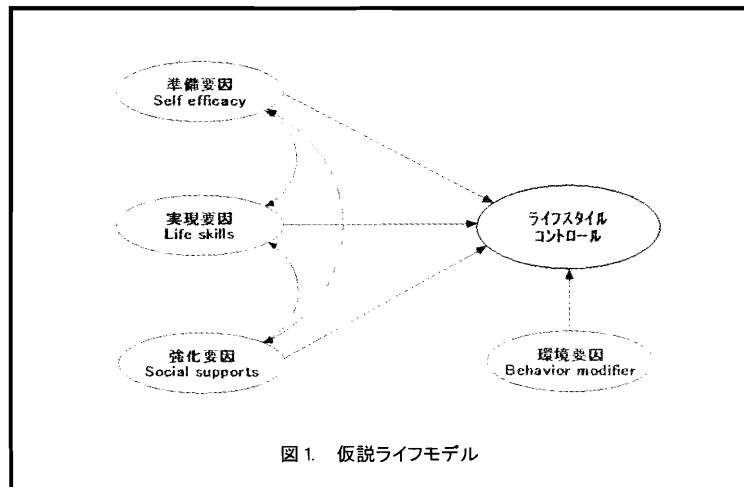 準備要因
Self efficacy
実現要因
Life skills
ライフスタイル
コントロール
強化要因
Social supports
環境要因
Behavior modifier
図1. 仮説ライフモデル